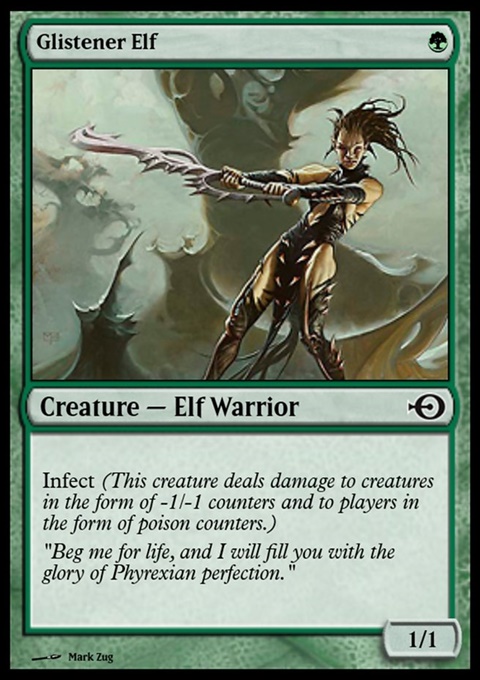 Glistener Elf
Creature — Elf Warrior
Infect (This creature deals damage to creatures
in the form of -1/-1 counters and to players
in the form of poison counters.)
"Beg me for life, and I will fill you with the
glory of Phyrexian perfection."
1/1
Mark Zug